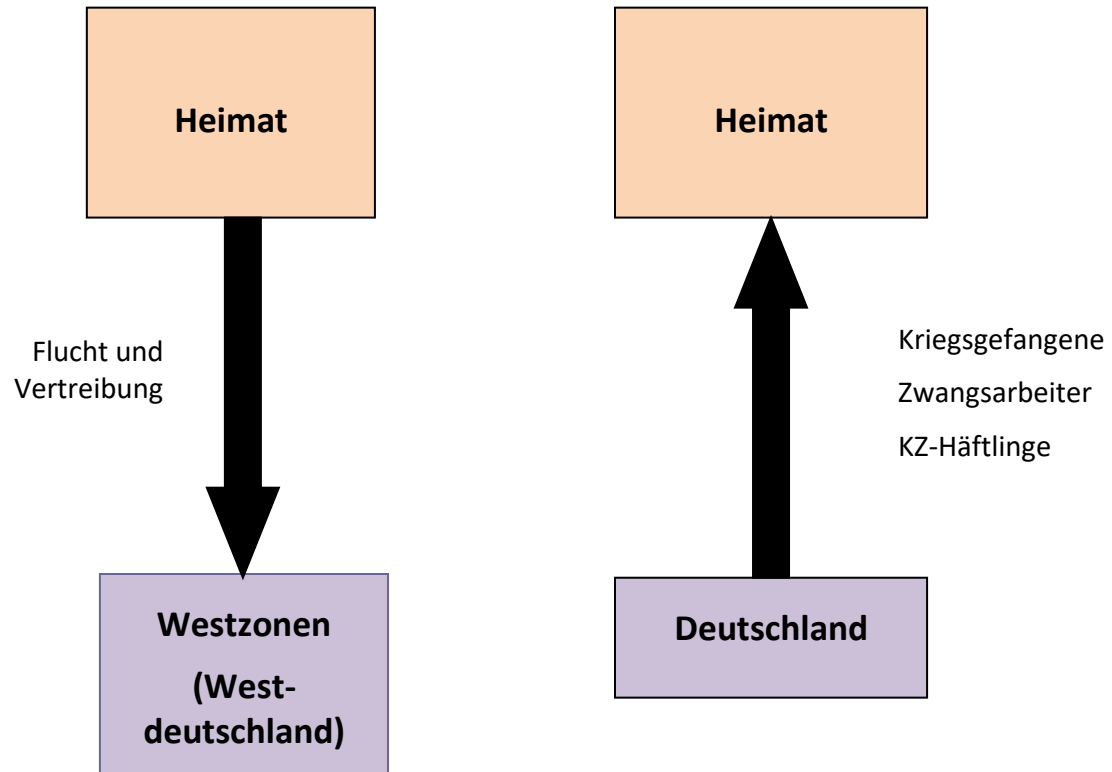 Heimat
Flucht und
Vertreibung
Westzonen
(West-
deutschland)
Heimat
Kriegsgefangene
Zwangsarbeiter
KZ-Häftlinge
Deutschland